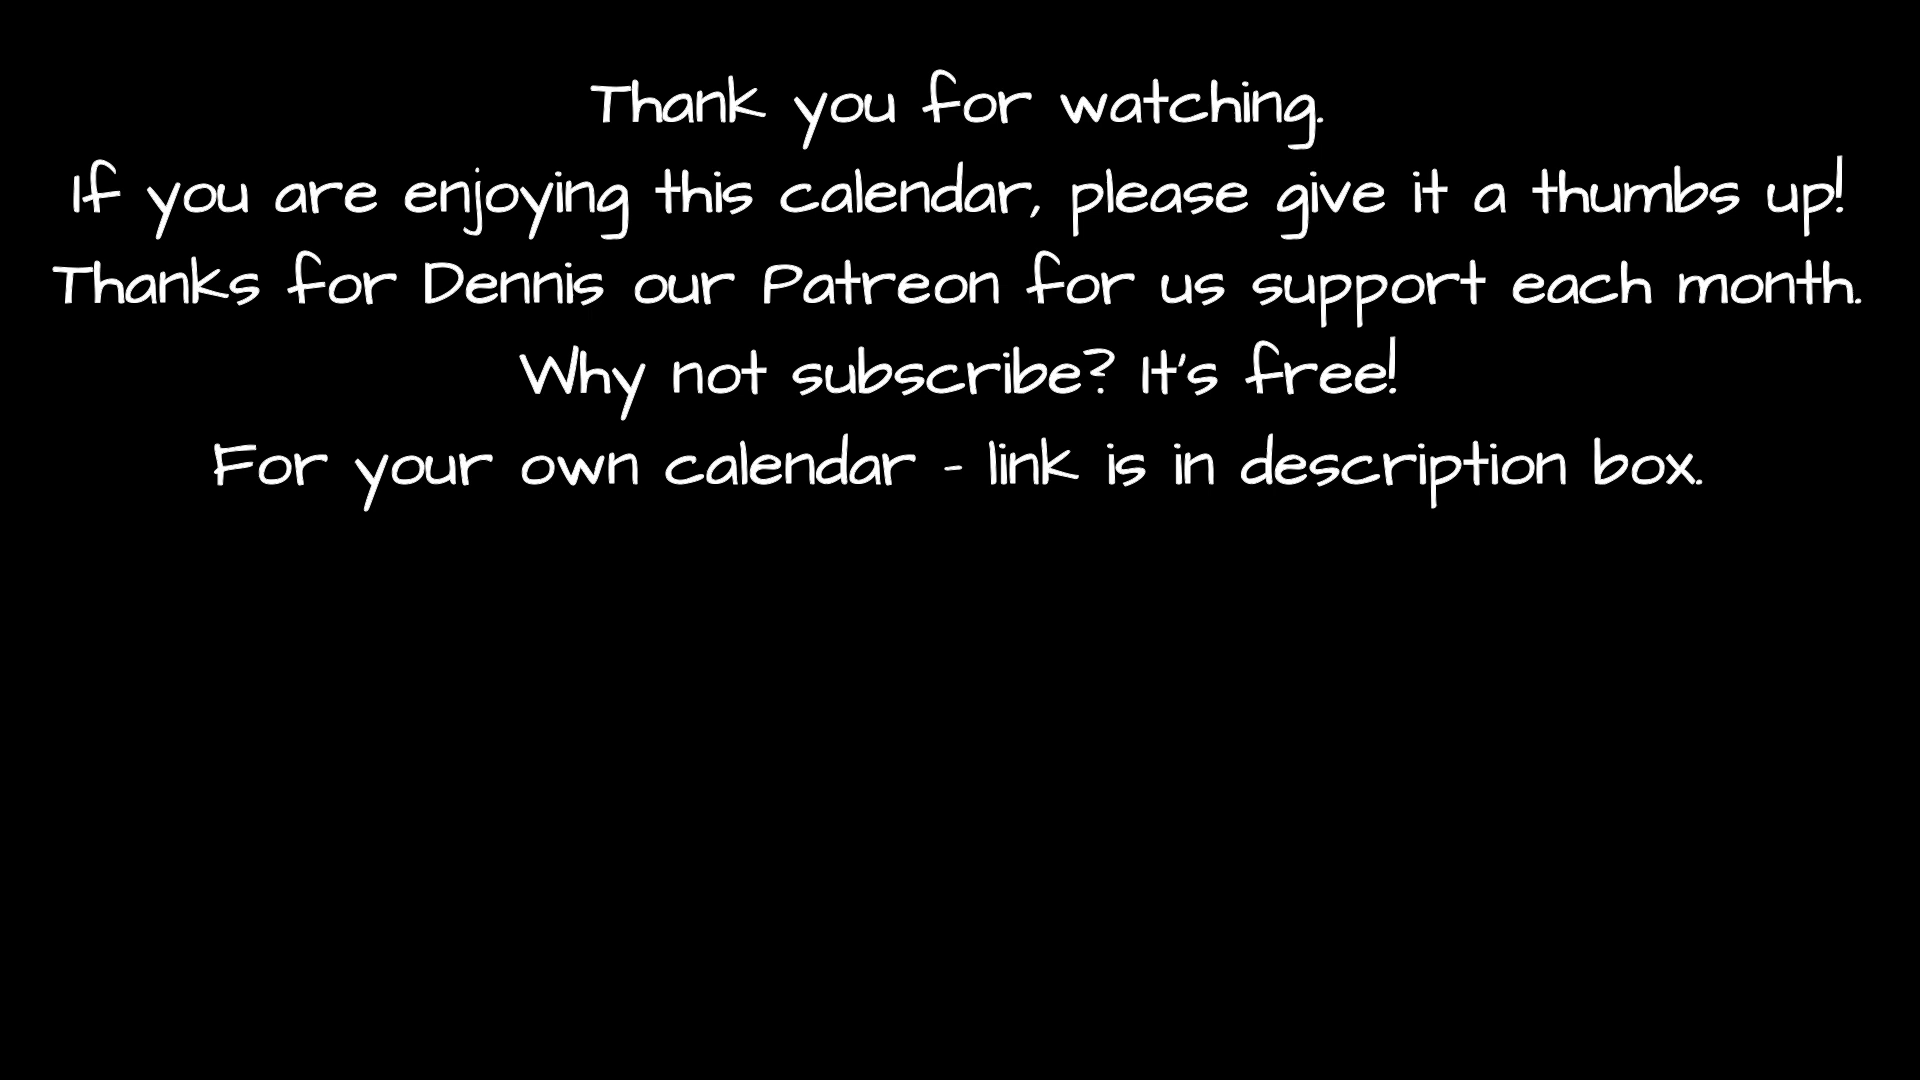 Thank you for watching.
If you are enjoying this calendar, please give it a thumbs up!
Thanks for Dennis our Patreon for us support each month.
Why not subscribe? It's free!
For your own calendar - link is in description box.